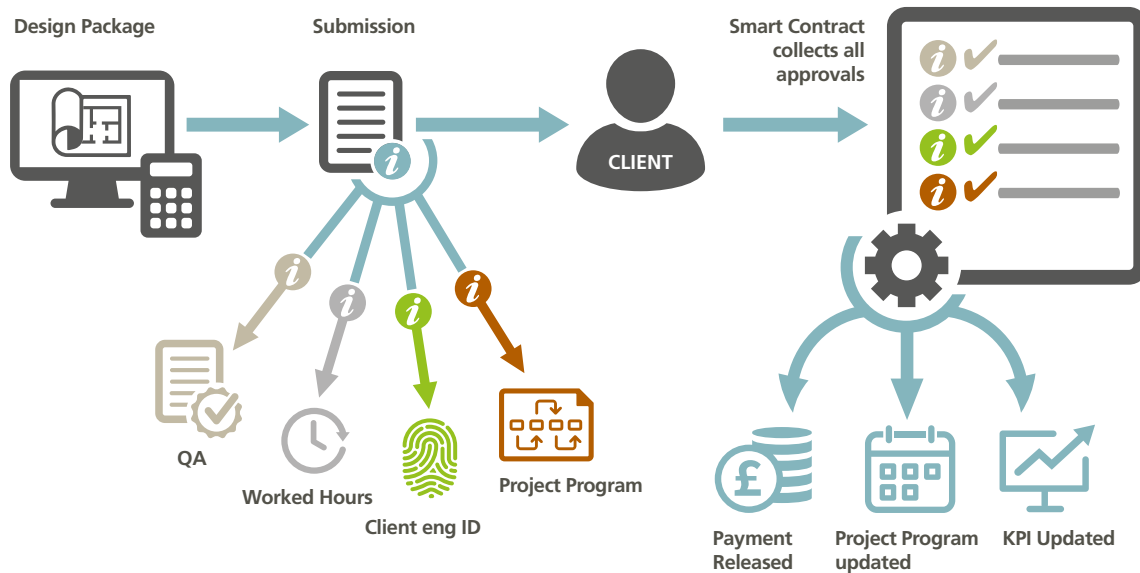 Design Package
Submission
Smart Contract
collects all
approvals
CLIENT
QA
Worked Hours
Client eng ID
Project Program
£
Payment
Released
Project Program
updated
KPI Updated
i
i
i
i
i
i
i
i
i